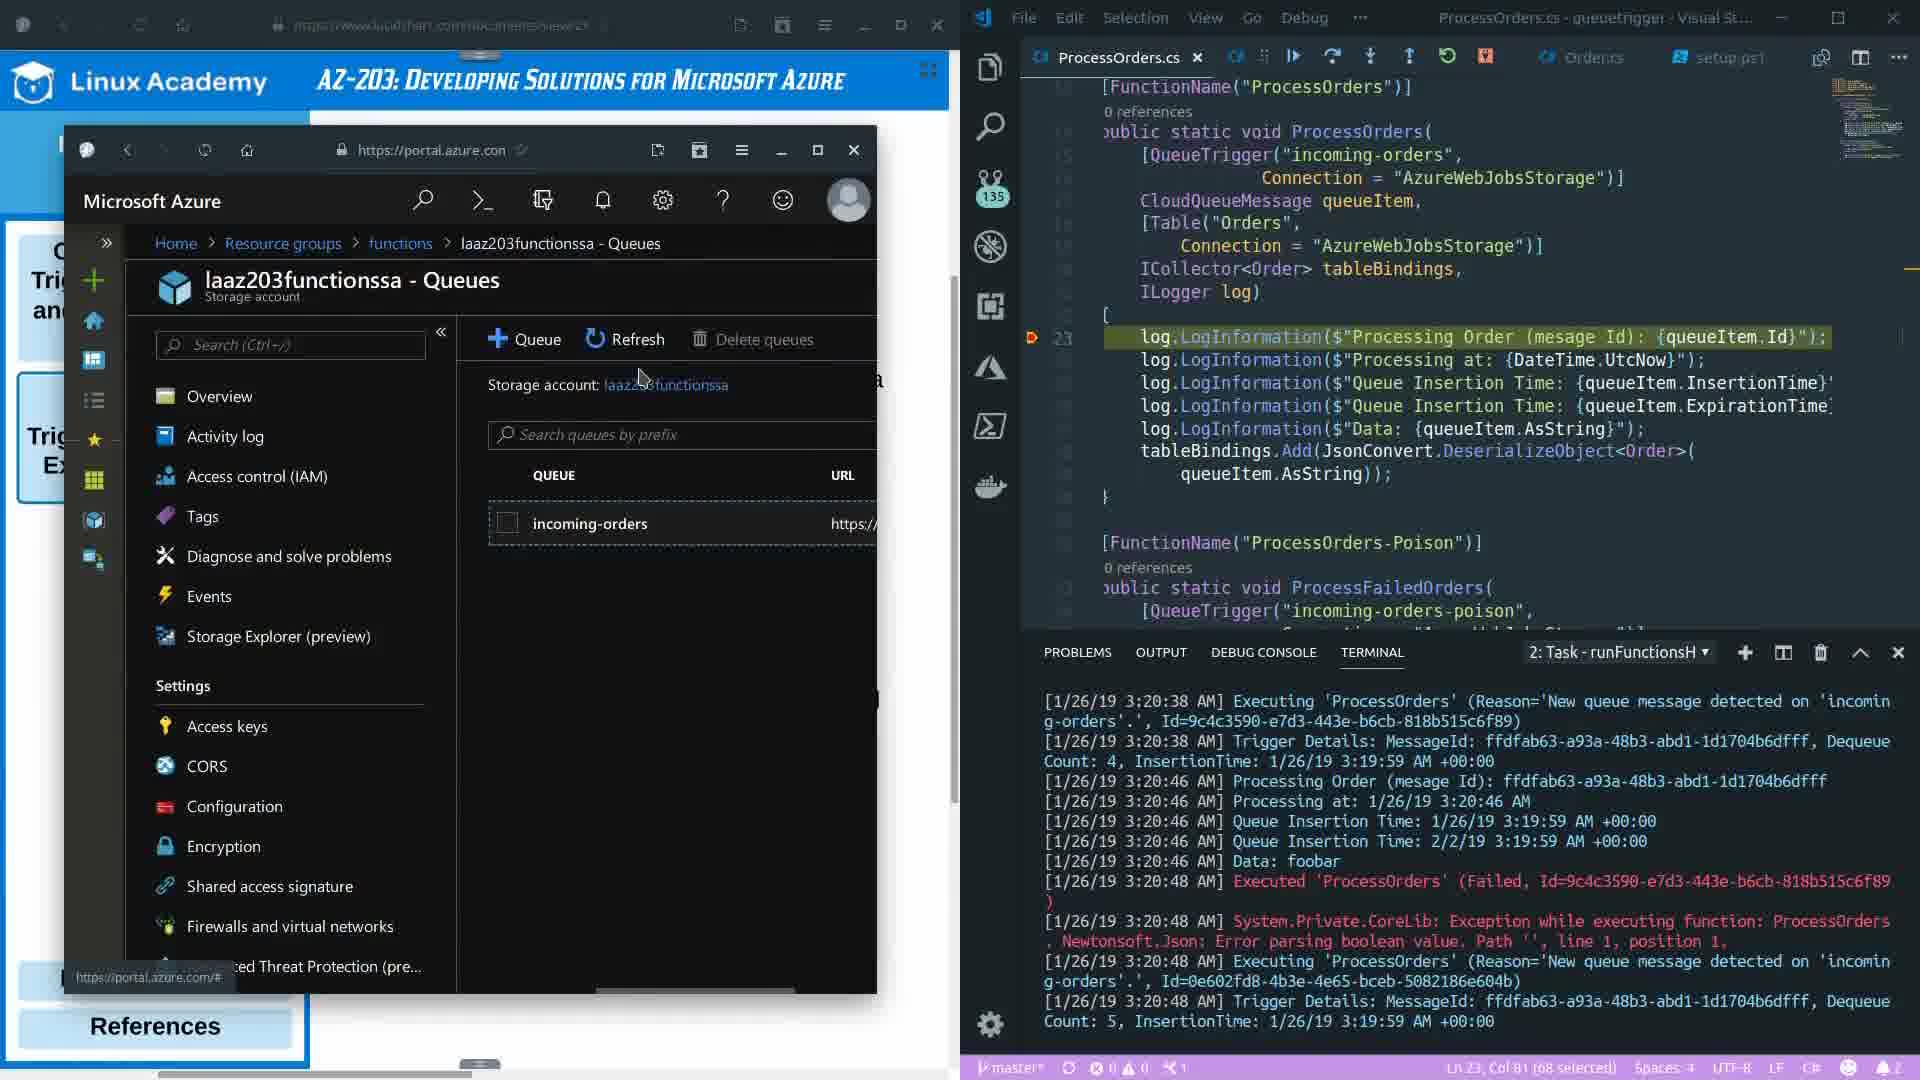 https://www.lucidchart.com/documents/view/
Linux Academy
AZ-203: Developing Solutions for Microsoft Azure
https://portal.azure.con
Microsoft Azure
Home > Resource groups > functions > laaz203functionssa - Queues
laaz203functionssa - Queues
Storage account
Search (Ctrl+/)
Overview
Activity log
Access control (IAM)
Tags
Diagnose and solve problems
Events
Storage Explorer (preview)
Settings
Access keys
CORS
Configuration
Encryption
Shared access signature
Firewalls and virtual networks
ced Threat Protection (pre...
https://portal.azure.com/#
Queue
Refresh
Delete queues
Storage account: laaz203functionssa
Search queues by prefix
QUEUE URL
incoming-orders https://
Trig
and
Trig
Ex
References
File Edit Selection View Go Debug ··· ProcessOrders.cs - queuetrigger - Visual St...
ProcessOrders.cs Order.cs setup.ps1
135
[FunctionName("ProcessOrders")]
0 references
public static void ProcessOrders(
[QueueTrigger("incoming-orders",
Connection = "AzureWebJobsStorage")]
CloudQueueMessage queueItem,
[Table("Orders",
Connection = "AzureWebJobsStorage")]
ICollector<Order> tableBindings,
ILogger log)
{
23 log.LogInformation($"Processing Order (mesage Id): {queueItem.Id}");
log.LogInformation($"Processing at: {DateTime.UtcNow}");
log.LogInformation($"Queue Insertion Time: {queueItem.InsertionTime}"
log.LogInformation($"Queue Insertion Time: {queueItem.ExpirationTime}
log.LogInformation($"Data: {queueItem.AsString}");
tableBindings.Add(JsonConvert.DeserializeObject<Order>(
queueItem.AsString));
}
[FunctionName("ProcessOrders-Poison")]
0 references
public static void ProcessFailedOrders(
[QueueTrigger("incoming-orders-poison",
PROBLEMS OUTPUT DEBUG CONSOLE TERMINAL 2: Task - runFunctionsH
[1/26/19 3:20:38 AM] Executing 'ProcessOrders' (Reason='New queue message detected on 'incomin
g-orders'.', Id=9c4c3590-e7d3-443e-b6cb-818b515c6f89)
[1/26/19 3:20:38 AM] Trigger Details: MessageId: ffdfab63-a93a-48b3-abd1-1d1704b6dfff, Dequeue
Count: 4, InsertionTime: 1/26/19 3:19:59 AM +00:00
[1/26/19 3:20:46 AM] Processing Order (mesage Id): ffdfab63-a93a-48b3-abd1-1d1704b6dfff
[1/26/19 3:20:46 AM] Processing at: 1/26/19 3:20:46 AM
[1/26/19 3:20:46 AM] Queue Insertion Time: 1/26/19 3:19:59 AM +00:00
[1/26/19 3:20:46 AM] Queue Insertion Time: 2/2/19 3:19:59 AM +00:00
[1/26/19 3:20:46 AM] Data: foobar
[1/26/19 3:20:48 AM] Executed 'ProcessOrders' (Failed, Id=9c4c3590-e7d3-443e-b6cb-818b515c6f89
)
[1/26/19 3:20:48 AM] System.Private.CoreLib: Exception while executing function: ProcessOrders
. Newtonsoft.Json: Error parsing boolean value. Path '', line 1, position 1.
[1/26/19 3:20:48 AM] Executing 'ProcessOrders' (Reason='New queue message detected on 'incomin
g-orders'.', Id=0e602fd8-4b3e-4e65-bceb-5082186e604b)
[1/26/19 3:20:48 AM] Trigger Details: MessageId: ffdfab63-a93a-48b3-abd1-1d1704b6dfff, Dequeue
Count: 5, InsertionTime: 1/26/19 3:19:59 AM +00:00
master* 0 0 1 Ln 23, Col 81 (68 selected) Spaces: 4 UTF-8 LF C# 2